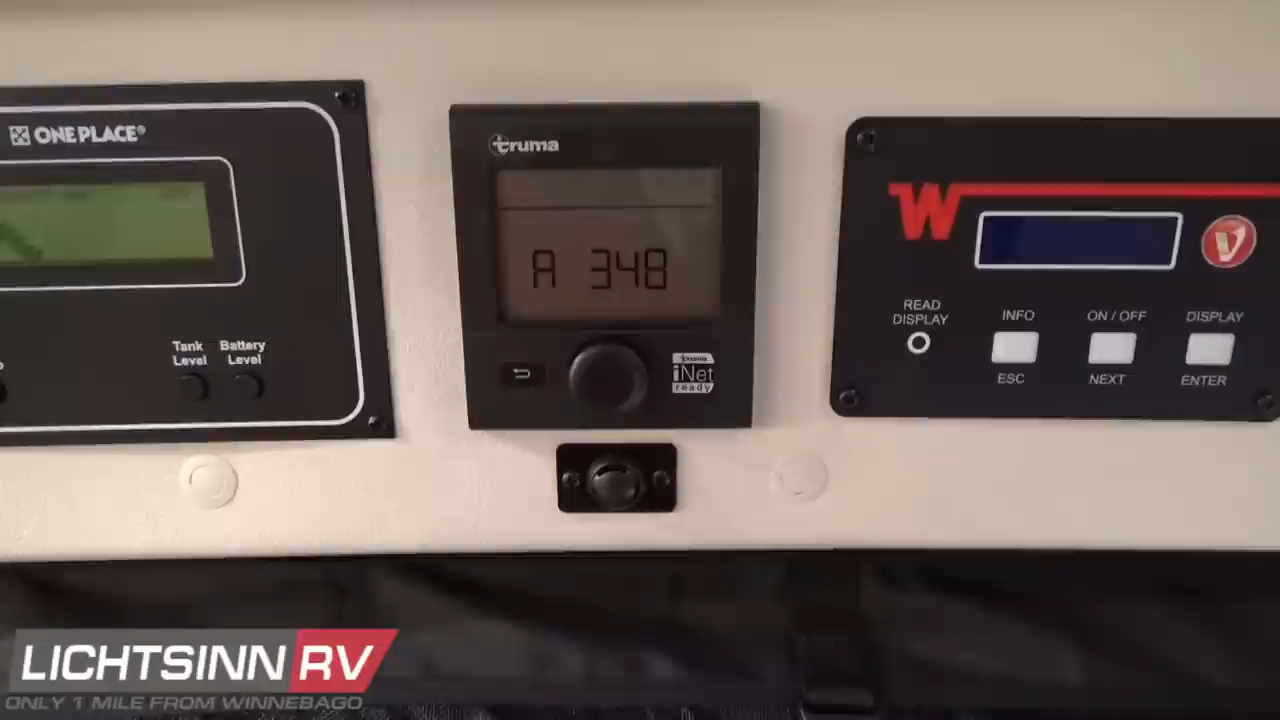 ONE PLACE®
Tank Level
Battery Level
truma
A 348
truma
iNet
ready
W
V
READ
DISPLAY
INFO
ON / OFF
DISPLAY
ESC
NEXT
ENTER
LICHTSINN RV
ONLY 1 MILE FROM WINNEBAGO